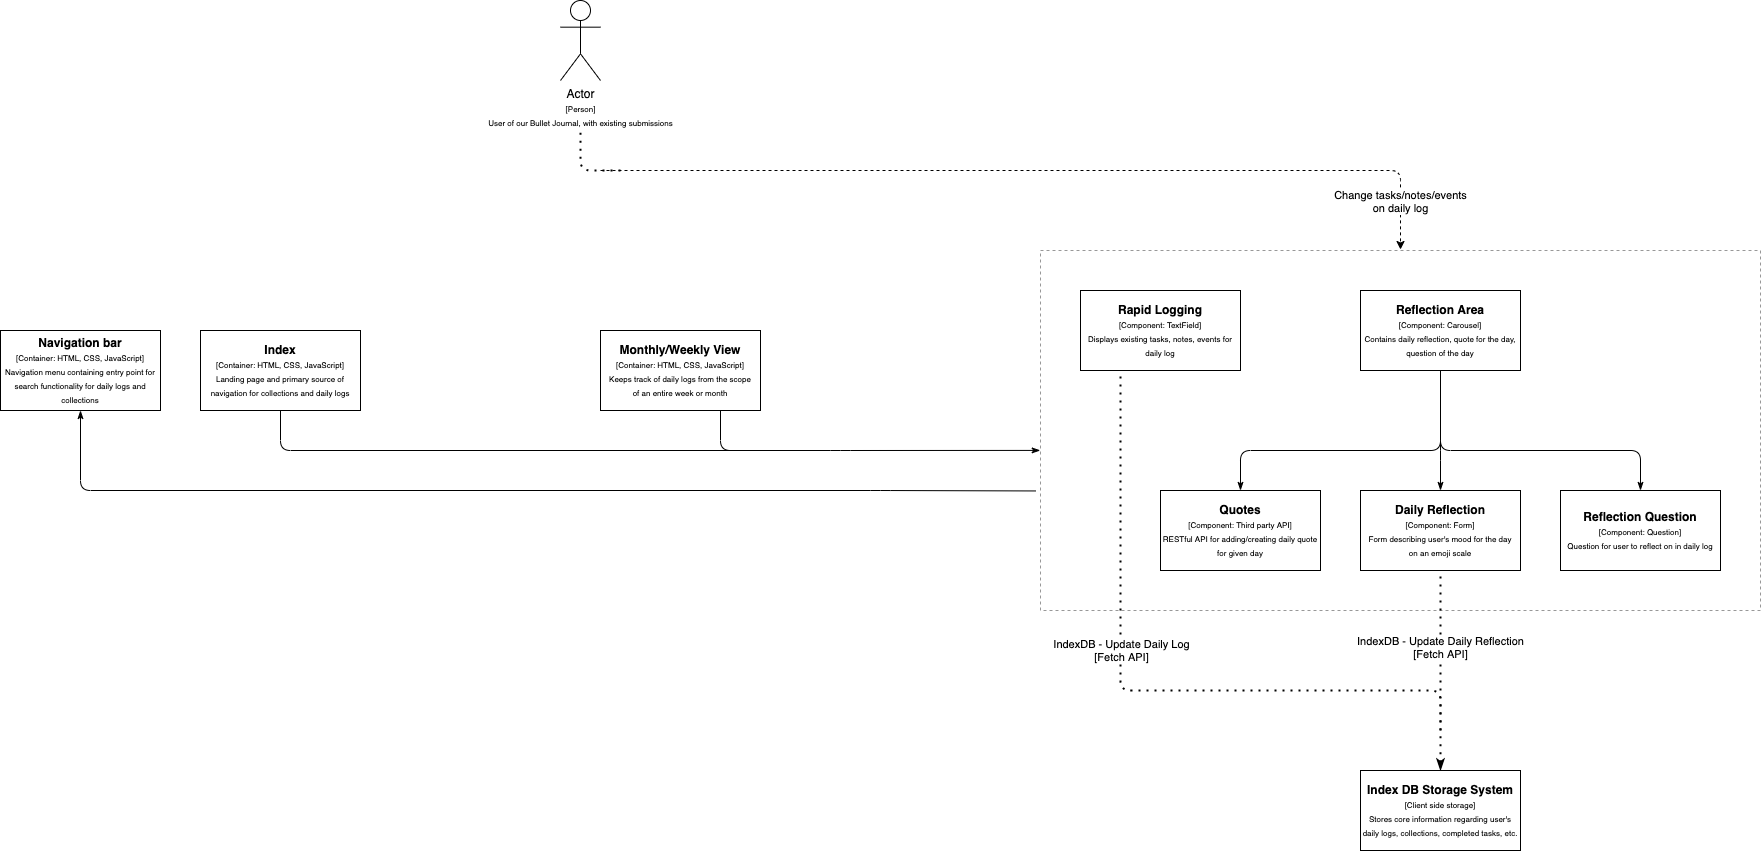 Actor
[Person]
User of our Bullet Journal, with existing submissions
Change tasks/notes/events
on daily log
Navigation bar
[Container: HTML, CSS, JavaScript]
Navigation menu containing entry point for
search functionality for daily logs and
collections
Index
[Container: HTML, CSS, JavaScript]
Landing page and primary source of
navigation for collections and daily logs
Monthly/Weekly View
[Container: HTML, CSS, JavaScript]
Keeps track of daily logs from the scope
of an entire week or month
Rapid Logging
[Component: TextField]
Displays existing tasks, notes, events for
daily log
Reflection Area
[Component: Carousel]
Contains daily reflection, quote for the day,
question of the day
Quotes
[Component: Third party API]
RESTful API for adding/creating daily quote
for given day
Daily Reflection
[Component: Form]
Form describing user's mood for the day
on an emoji scale
Reflection Question
[Component: Question]
Question for user to reflect on in daily log
IndexDB - Update Daily Log
[Fetch API]
IndexDB - Update Daily Reflection
[Fetch API]
Index DB Storage System
[Client side storage]
Stores core information regarding user's
daily logs, collections, completed tasks, etc.